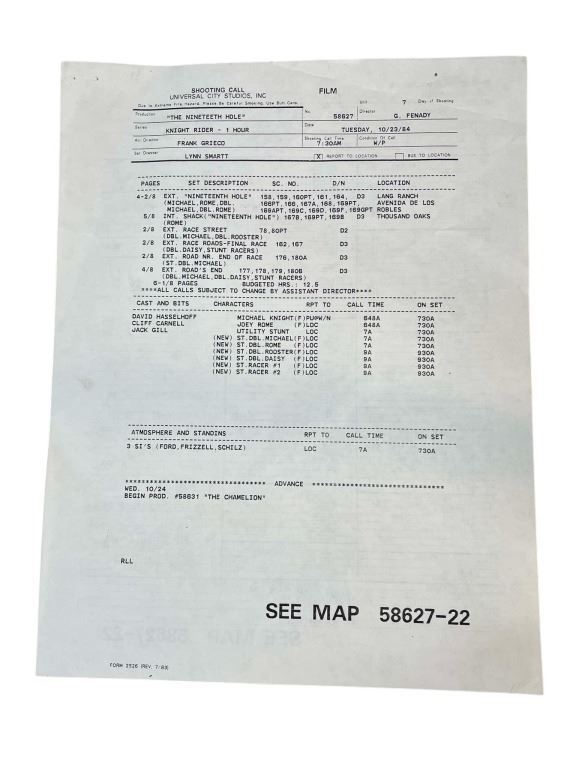 SHOOTING CALL FILM
UNIVERSAL CITY STUDIOS, INC
Due to Extreme Fire Hazard, Please Be Careful Smoking. Use Butt Cans. Unit 7 Day of Shooting
Production "THE NINETEETH HOLE" No. 58627 Director G. FENADY
Series KNIGHT RIDER - 1 HOUR Date TUESDAY, 10/23/84
Art Director FRANK GRIECO Shooting Call Time 7:30AM Condition Of Call W/P
Set Dresser LYNN SMARTT X REPORT TO LOCATION BUS TO LOCATION
PAGES SET DESCRIPTION SC. NO. D/N LOCATION
4-2/8 EXT. "NINETEENTH HOLE" 158,159,160PT,161,164, D3 LANG RANCH
(MICHAEL,ROME,DBL. 166PT,166,167A,168,169PT, AVENIDA DE LOS
MICHAEL,DBL.ROME) 169APT,169C,169D,169F,169GPT ROBLES
5/8 INT. SHACK("NINETEENTH HOLE") 167B,169PT,169B D3 THOUSAND OAKS
(ROME)
2/8 EXT. RACE STREET 78,80PT D2
(DBL.MICHAEL,DBL.ROOSTER)
2/8 EXT. RACE ROADS-FINAL RACE 162,167 D3
(DBL.DAISY,STUNT RACERS)
2/8 EXT. ROAD NR. END OF RACE 176,180A D3
(ST.DBL.MICHAEL)
4/8 EXT. ROAD'S END 177,178,179,180B D3
(DBL.MICHAEL,DBL.DAISY,STUNT RACERS)
6-1/8 PAGES BUDGETED HRS.: 12.5
****ALL CALLS SUBJECT TO CHANGE BY ASSISTANT DIRECTOR****
CAST AND BITS CHARACTERS RPT TO CALL TIME ON SET
DAVID HASSELHOFF MICHAEL KNIGHT(F)PU@W/N 648A 730A
CLIFF CARNELL JOEY ROME (F)LOC 648A 730A
JACK GILL UTILITY STUNT LOC 7A 730A
(NEW) ST.DBL.MICHAEL(F)LOC 7A 730A
(NEW) ST.DBL.ROME (F)LOC 7A 730A
(NEW) ST.DBL.ROOSTER(F)LOC 9A 930A
(NEW) ST.DBL.DAISY (F)LOC 9A 930A
(NEW) ST.RACER #1 (F)LOC 9A 930A
(NEW) ST.RACER #2 (F)LOC 9A 930A
ATMOSPHERE AND STANDINS RPT TO CALL TIME ON SET
3 SI'S (FORD,FRIZZELL,SCHILZ) LOC 7A 730A
********************************* ADVANCE *******************************
WED. 10/24
BEGIN PROD. #58631 "THE CHAMELION"
RLL
SEE MAP 58627-22
FORM 2526 (REV. 7/83)